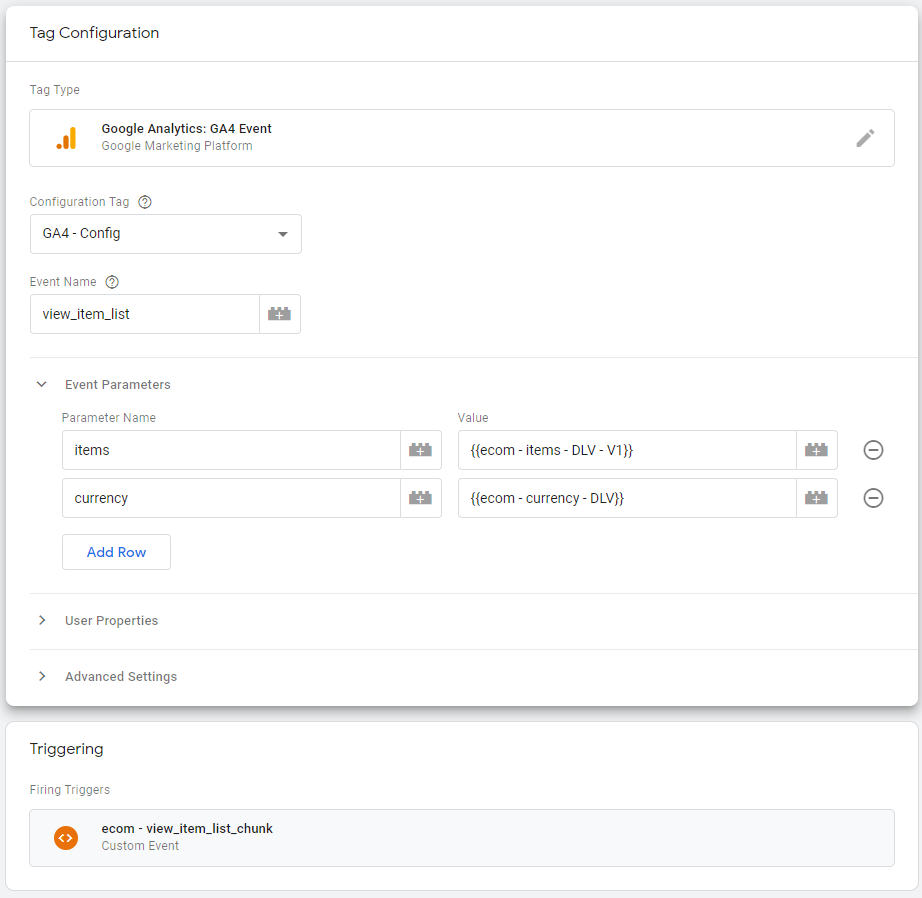 Tag Configuration
Tag Type
Google Analytics: GA4 Event
Google Marketing Platform
Configuration Tag ?
GA4 - Config
Event Name ?
view_item_list
Event Parameters
Parameter Name Value
items {{ecom - items - DLV - V1}}
currency {{ecom - currency - DLV}}
Add Row
User Properties
Advanced Settings
Triggering
Firing Triggers
ecom - view_item_list_chunk
Custom Event